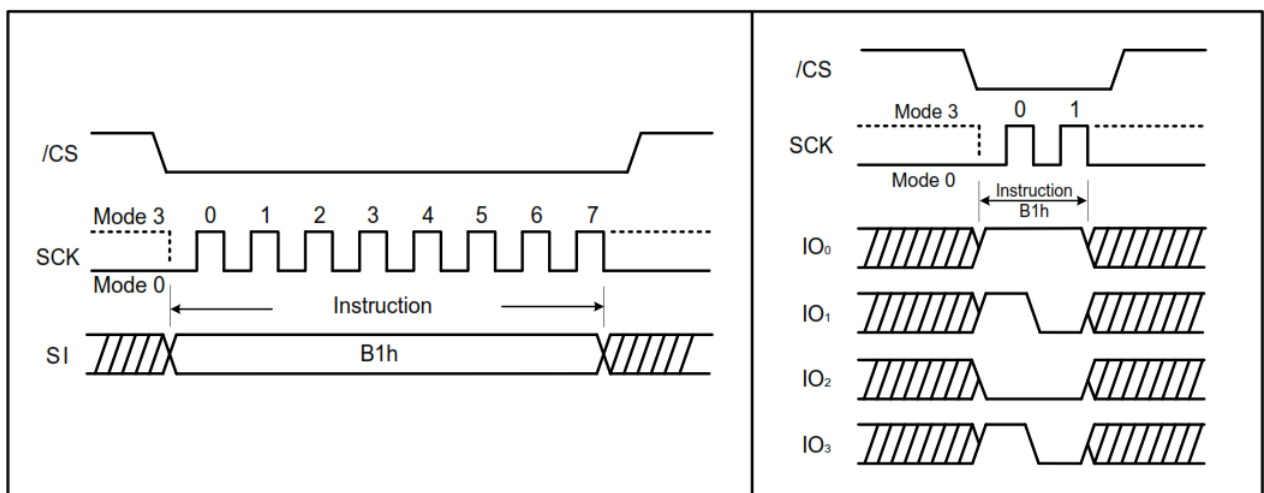 /CS
Mode 3 0 1 2 3 4 5 6 7
SCK
Mode 0
Instruction
SI
B1h
/CS
Mode 3 0 1
SCK
Mode 0
Instruction
B1h
IO₀
IO₁
IO₂
IO₃